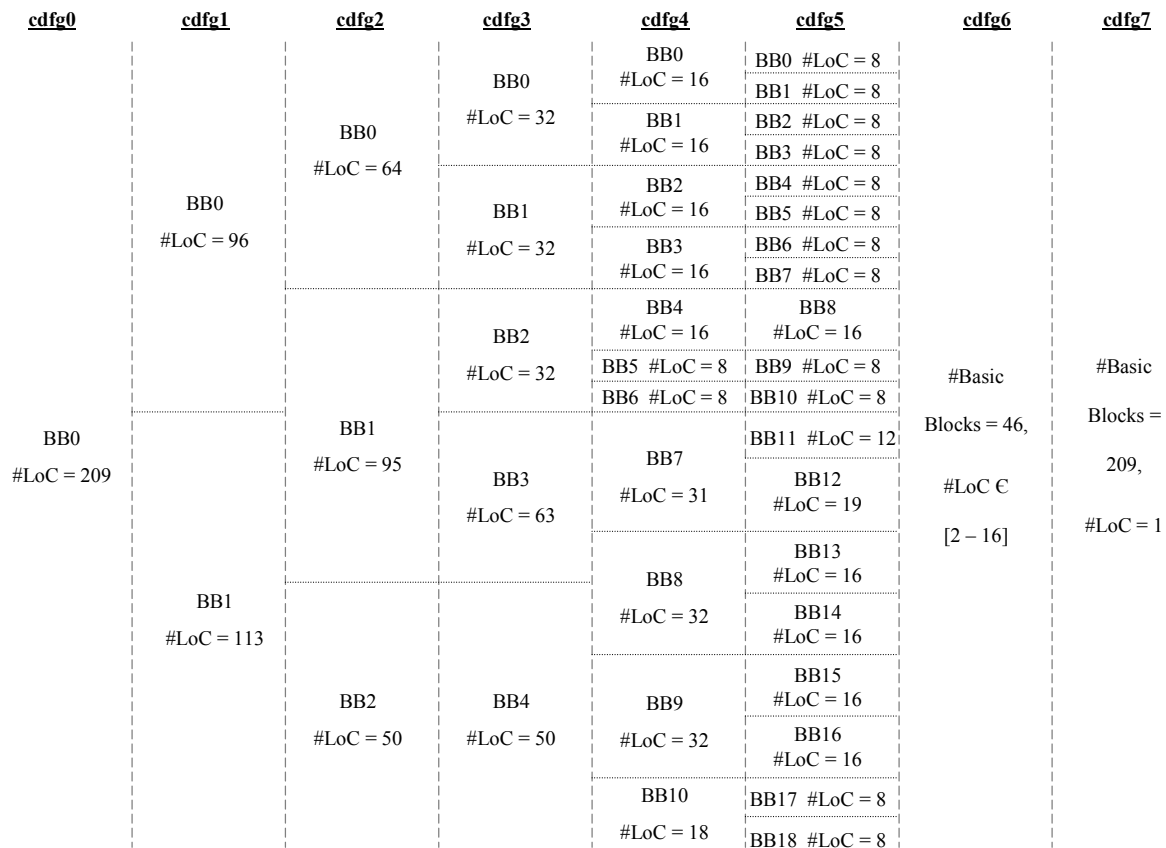 cdfg0 cdfg1 cdfg2 cdfg3 cdfg4 cdfg5 cdfg6 cdfg7
BB0
#LoC = 209
BB0
#LoC = 96
BB1
#LoC = 113
BB0
#LoC = 64
BB1
#LoC = 95
BB2
#LoC = 50
BB0
#LoC = 32
BB1
#LoC = 32
BB2
#LoC = 32
BB3
#LoC = 63
BB4
#LoC = 50
BB0
#LoC = 16
BB1
#LoC = 16
BB2
#LoC = 16
BB3
#LoC = 16
BB4
#LoC = 16
BB5 #LoC = 8
BB6 #LoC = 8
BB7
#LoC = 31
BB8
#LoC = 32
BB9
#LoC = 32
BB10
#LoC = 18
BB0 #LoC = 8
BB1 #LoC = 8
BB2 #LoC = 8
BB3 #LoC = 8
BB4 #LoC = 8
BB5 #LoC = 8
BB6 #LoC = 8
BB7 #LoC = 8
BB8
#LoC = 16
BB9 #LoC = 8
BB10 #LoC = 8
BB11 #LoC = 12
BB12
#LoC = 19
BB13
#LoC = 16
BB14
#LoC = 16
BB15
#LoC = 16
BB16
#LoC = 16
BB17 #LoC = 8
BB18 #LoC = 8
#Basic
Blocks = 46,
#LoC Є
[2 – 16]
#Basic
Blocks =
209,
#LoC = 1